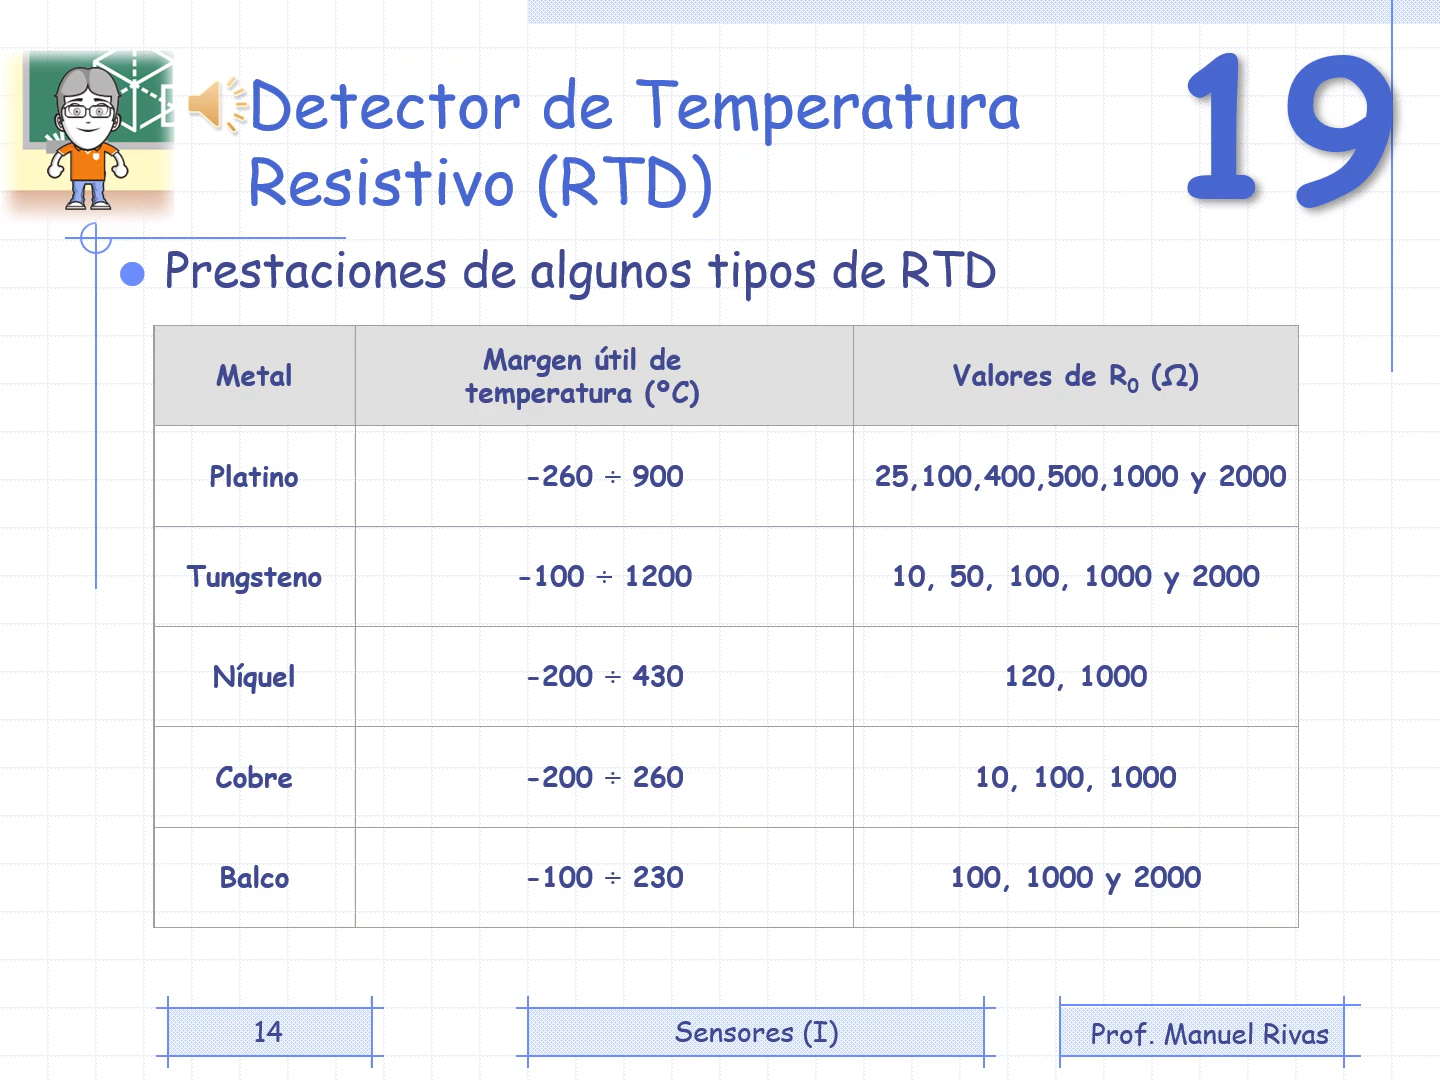 19
Detector de Temperatura
Resistivo (RTD)
Prestaciones de algunos tipos de RTD
Metal
Margen útil de
temperatura (ºC)
Valores de R₀ (Ω)
Platino
-260 ÷ 900
25,100,400,500,1000 y 2000
Tungsteno
-100 ÷ 1200
10, 50, 100, 1000 y 2000
Níquel
-200 ÷ 430
120, 1000
Cobre
-200 ÷ 260
10, 100, 1000
Balco
-100 ÷ 230
100, 1000 y 2000
14
Sensores (I)
Prof. Manuel Rivas